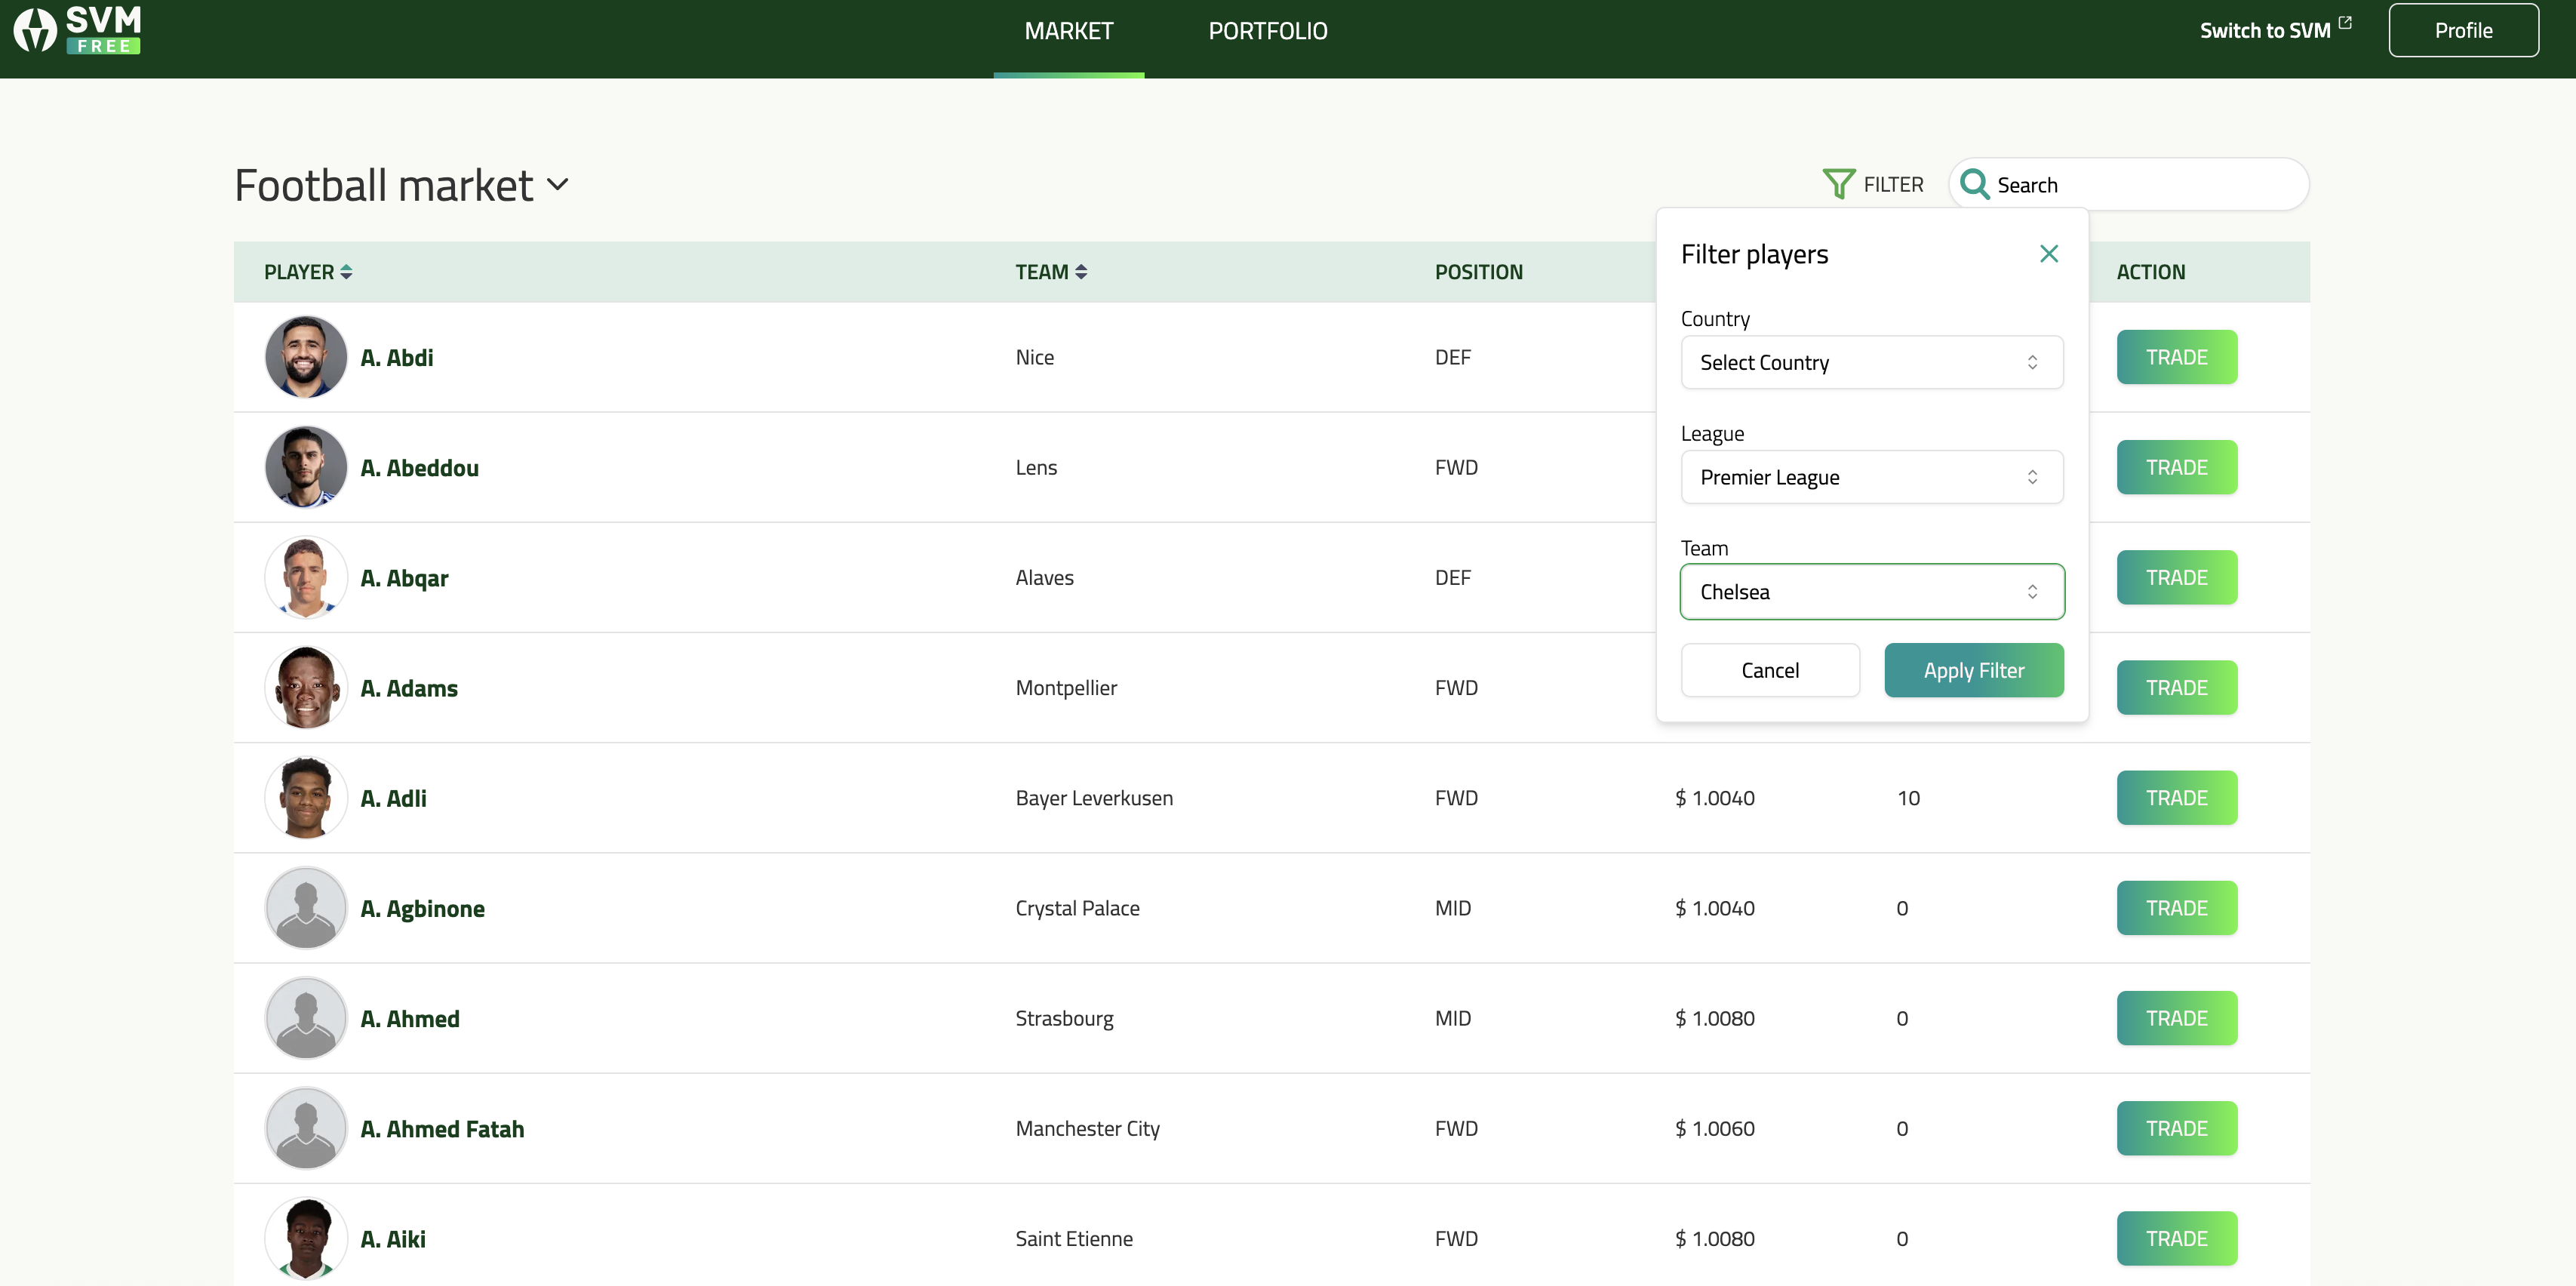 SVM
FREE
MARKET
PORTFOLIO
Switch to SVM
Profile
Football market
FILTER
Search
PLAYER
TEAM
POSITION
ACTION
Filter players
Country
Select Country
League
Premier League
Team
Chelsea
Cancel
Apply Filter
A. Abdi Nice DEF TRADE
A. Abeddou Lens FWD TRADE
A. Abqar Alaves DEF TRADE
A. Adams Montpellier FWD TRADE
A. Adli Bayer Leverkusen FWD $ 1.0040 10 TRADE
A. Agbinone Crystal Palace MID $ 1.0040 0 TRADE
A. Ahmed Strasbourg MID $ 1.0080 0 TRADE
A. Ahmed Fatah Manchester City FWD $ 1.0060 0 TRADE
A. Aiki Saint Etienne FWD $ 1.0080 0 TRADE